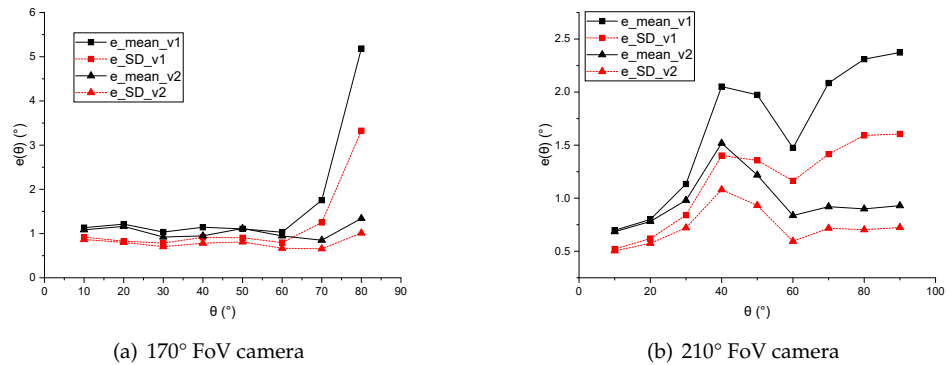 e_mean_v1
e_SD_v1
e_mean_v2
e_SD_v2
e(θ) (°)
6
5
4
3
2
1
0
0 10 20 30 40 50 60 70 80 90
θ (°)
(a) 170° FoV camera
e_mean_v1
e_SD_v1
e_mean_v2
e_SD_v2
e(θ) (°)
2.5
2.0
1.5
1.0
0.5
0 20 40 60 80 100
θ (°)
(b) 210° FoV camera